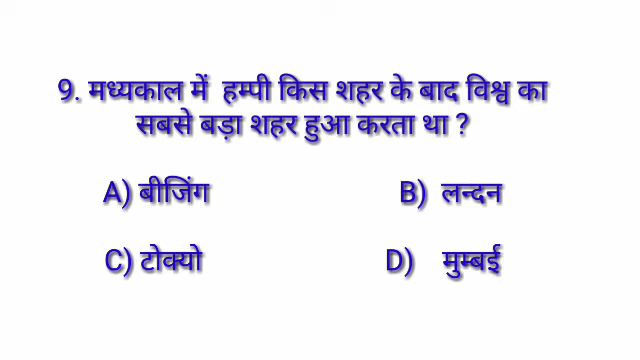 9. मध्यकाल में हम्पी किस शहर के बाद विश्व का
सबसे बड़ा शहर हुआ करता था ?
A) बीजिंग B) लन्दन
C) टोक्यो D) मुम्बई